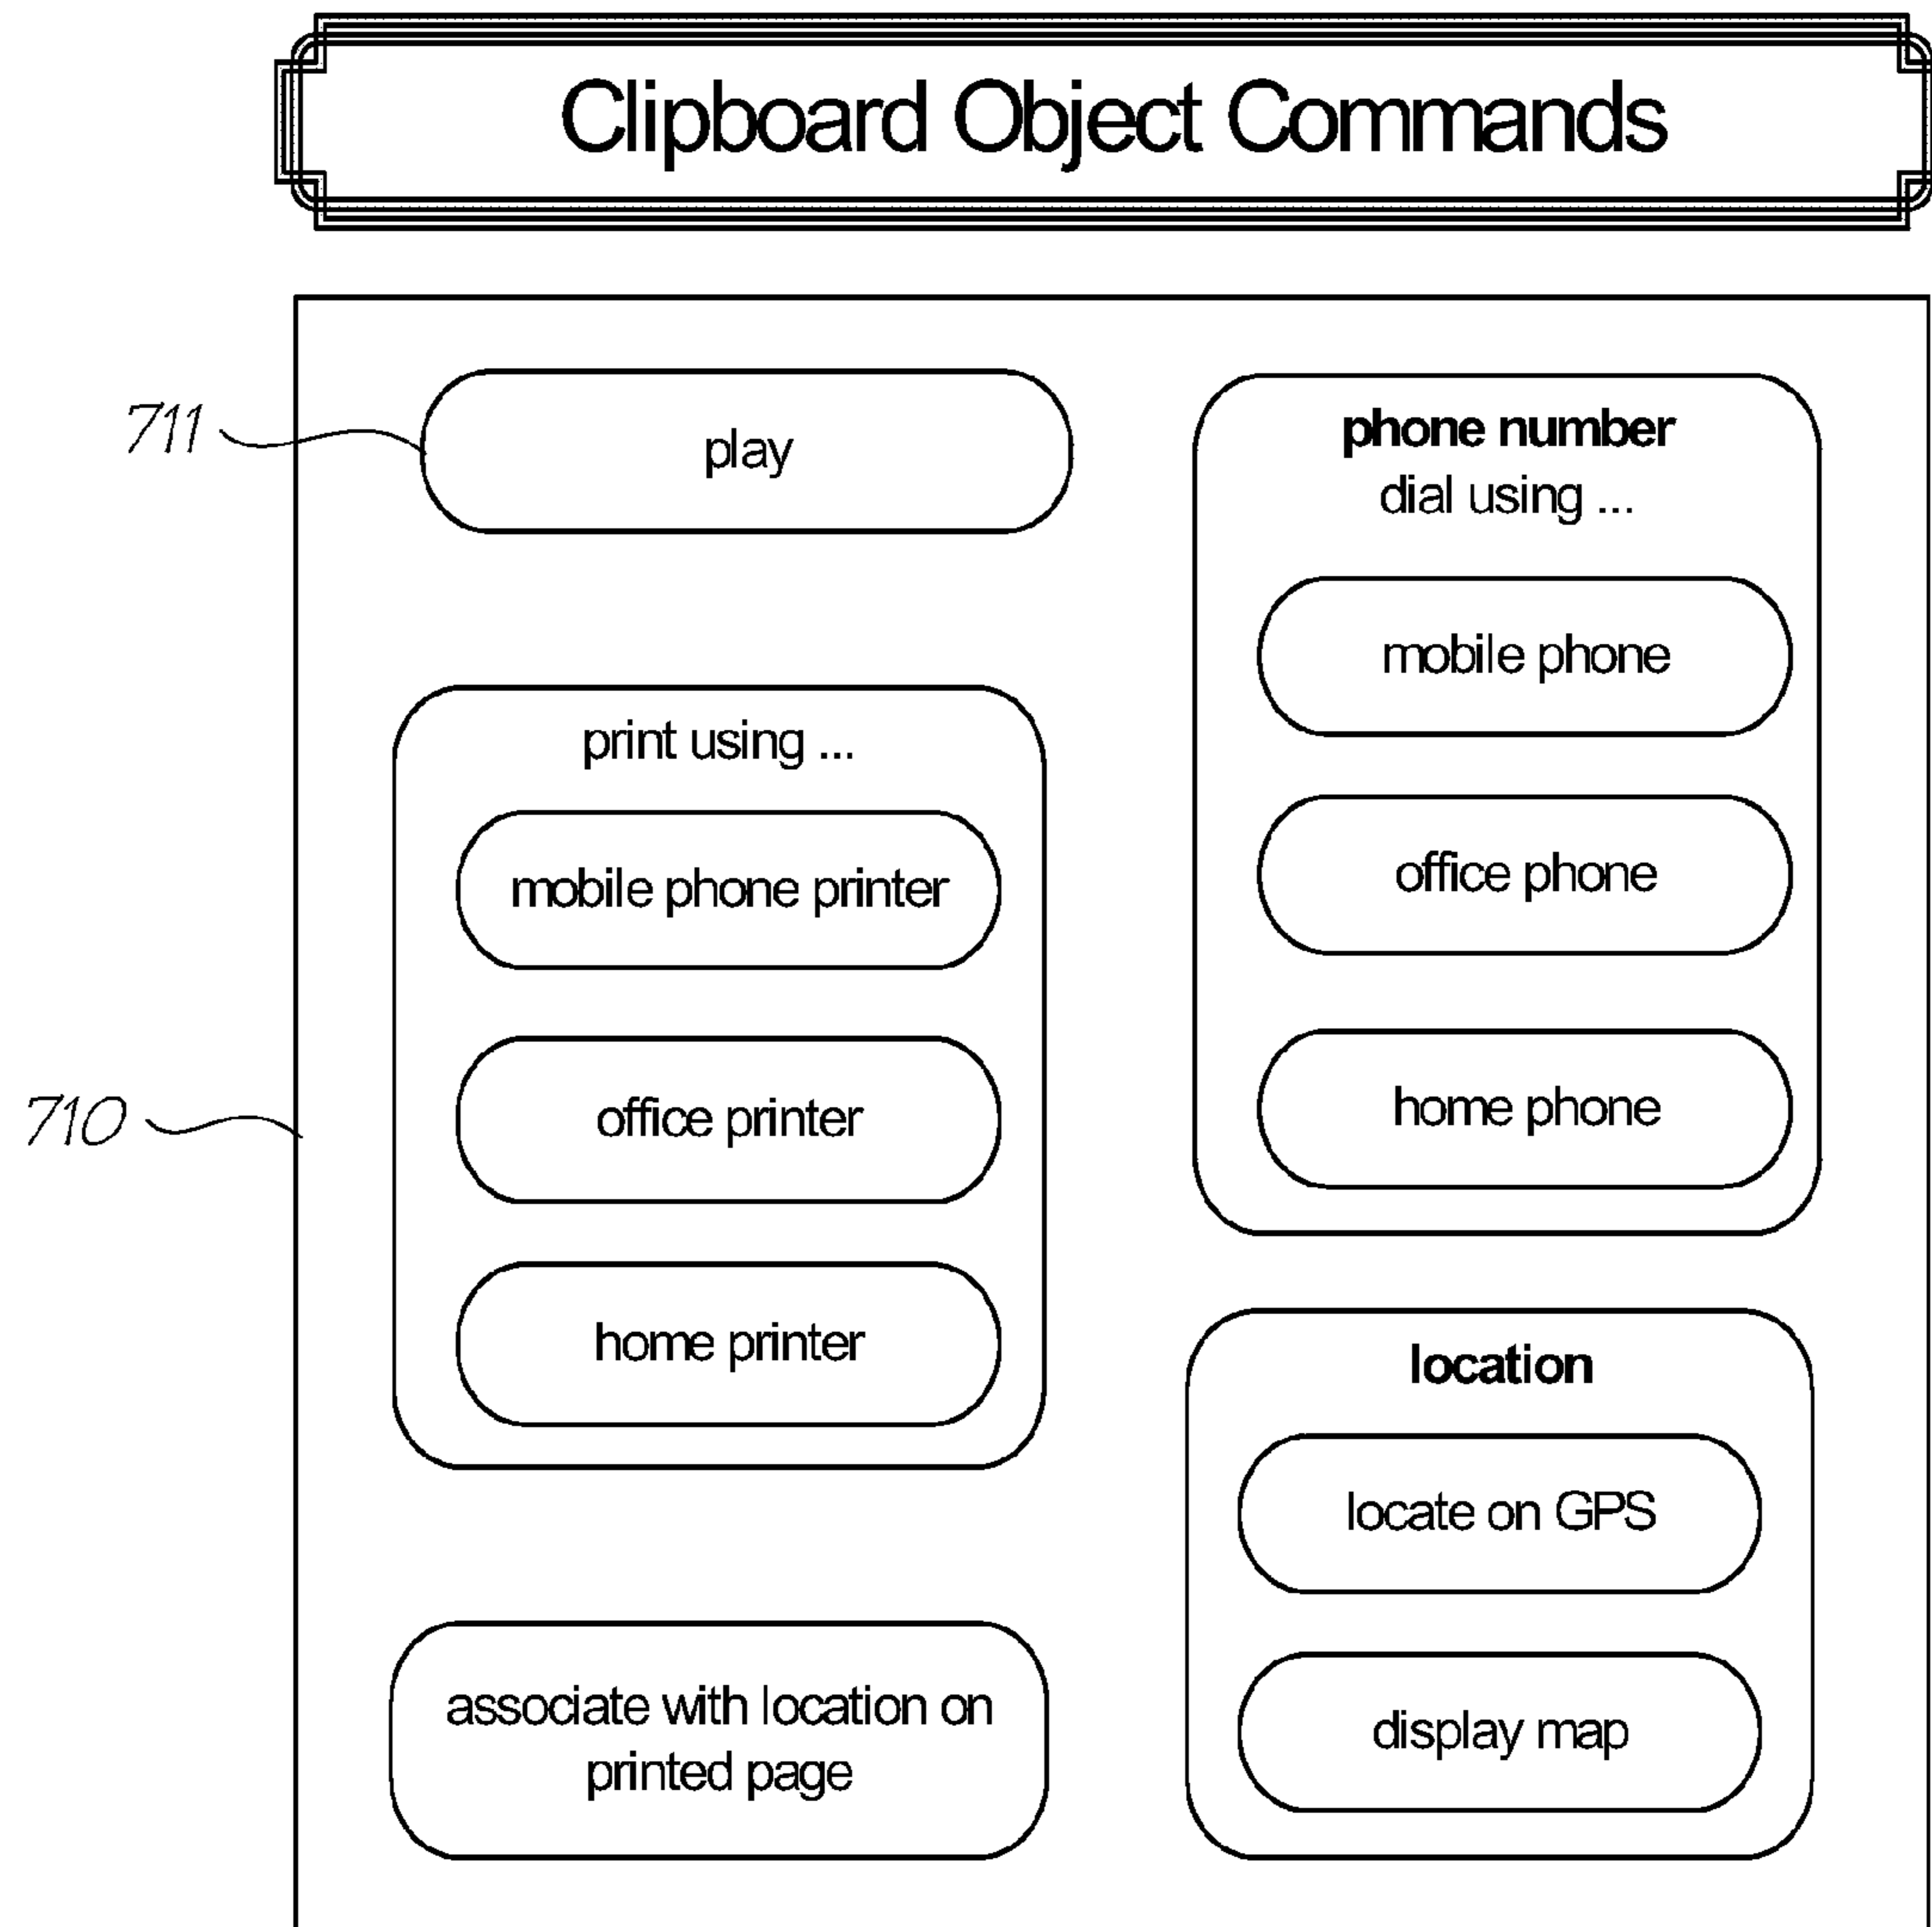 Clipboard Object Commands
711
play
710
print using ...
mobile phone printer
office printer
home printer
associate with location on
printed page
phone number
dial using ...
mobile phone
office phone
home phone
location
locate on GPS
display map